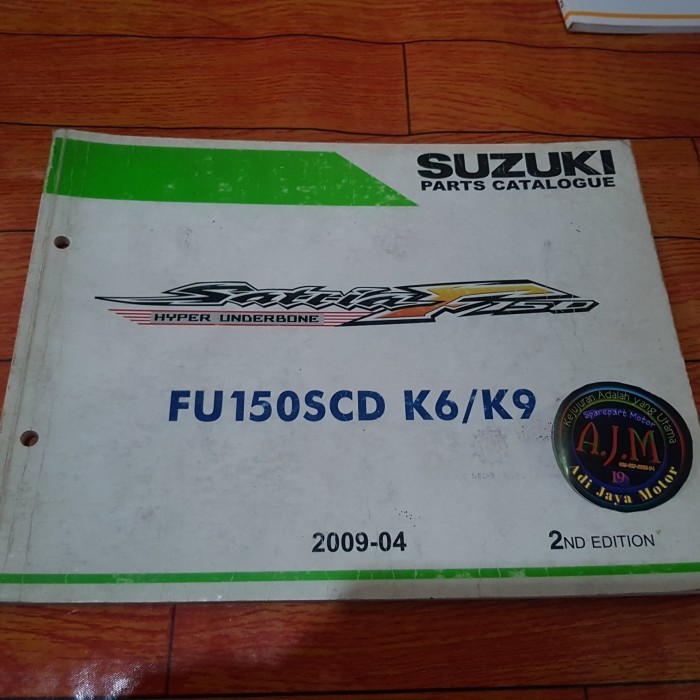 SUZUKI
PARTS CATALOGUE
Satria F150
HYPER UNDERBONE
FU150SCD K6/K9
Kejujuran Adalah yang Utama
Sparepart Motor
A.J.M
19
Adi Jaya Motor
2009-04
2ND EDITION